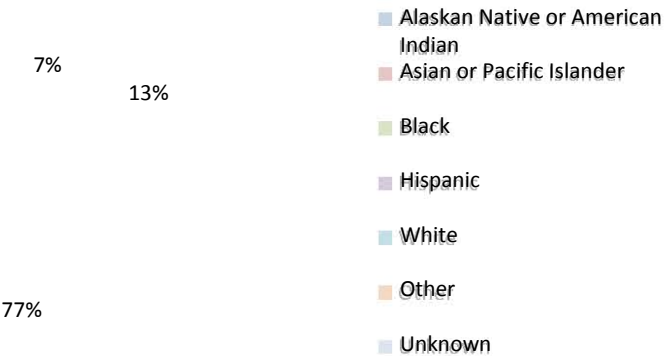 7%
13%
77%
Alaskan Native or American
Indian
Asian or Pacific Islander
Black
Hispanic
White
Other
Unknown